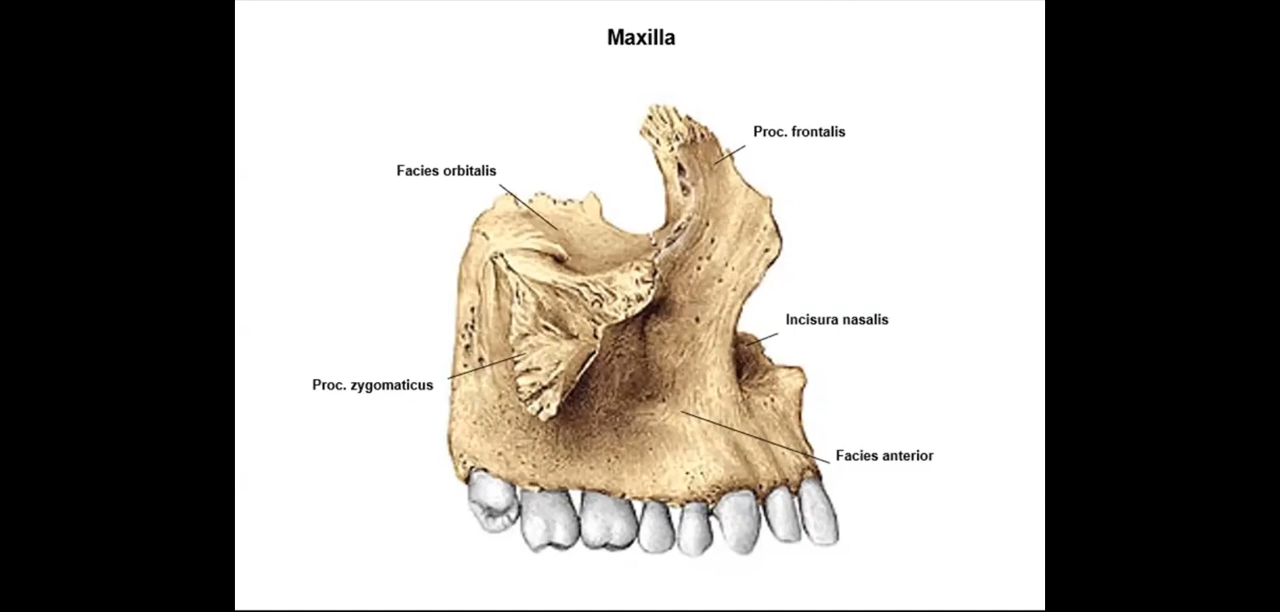 Maxilla
Proc. frontalis
Facies orbitalis
Incisura nasalis
Proc. zygomaticus
Facies anterior